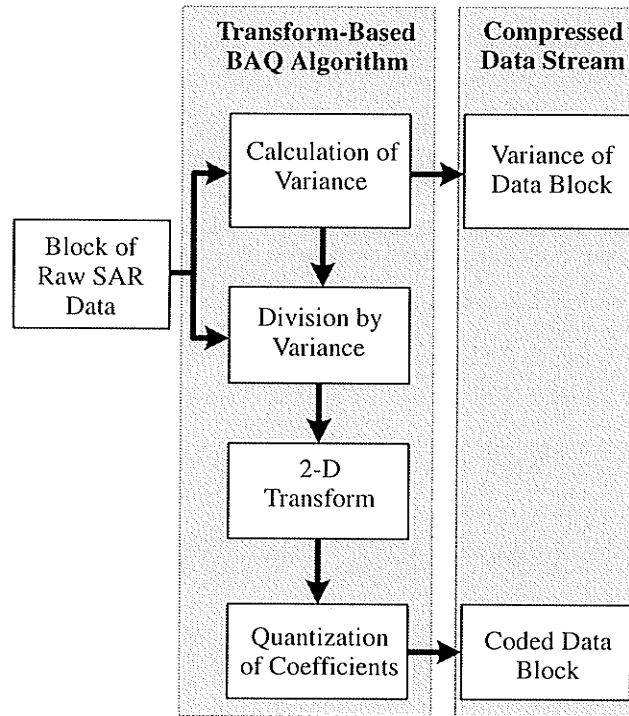 Transform-Based
BAQ Algorithm
Compressed
Data Stream
Calculation of
Variance
Variance of
Data Block
Block of
Raw SAR
Data
Division by
Variance
2-D
Transform
Quantization
of Coefficients
Coded Data
Block